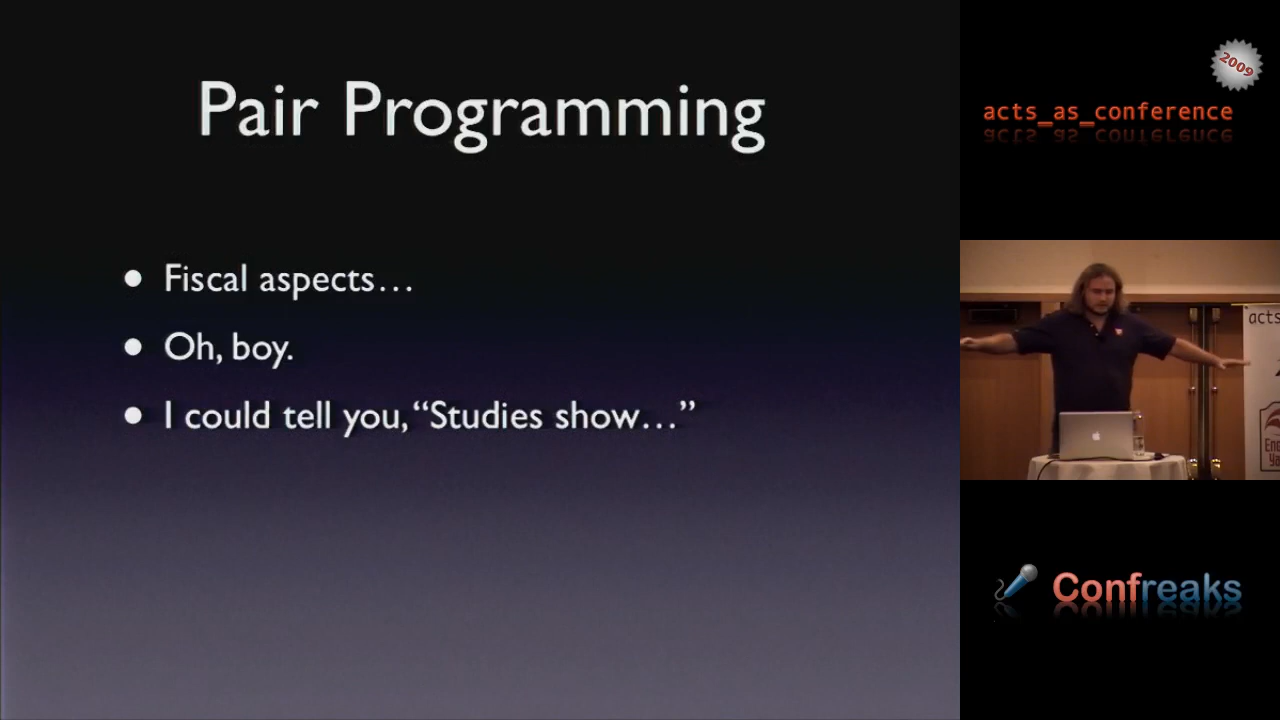 Pair Programming
• Fiscal aspects…
• Oh, boy.
• I could tell you, “Studies show…”
2009
acts_as_conference
acts
Confreaks